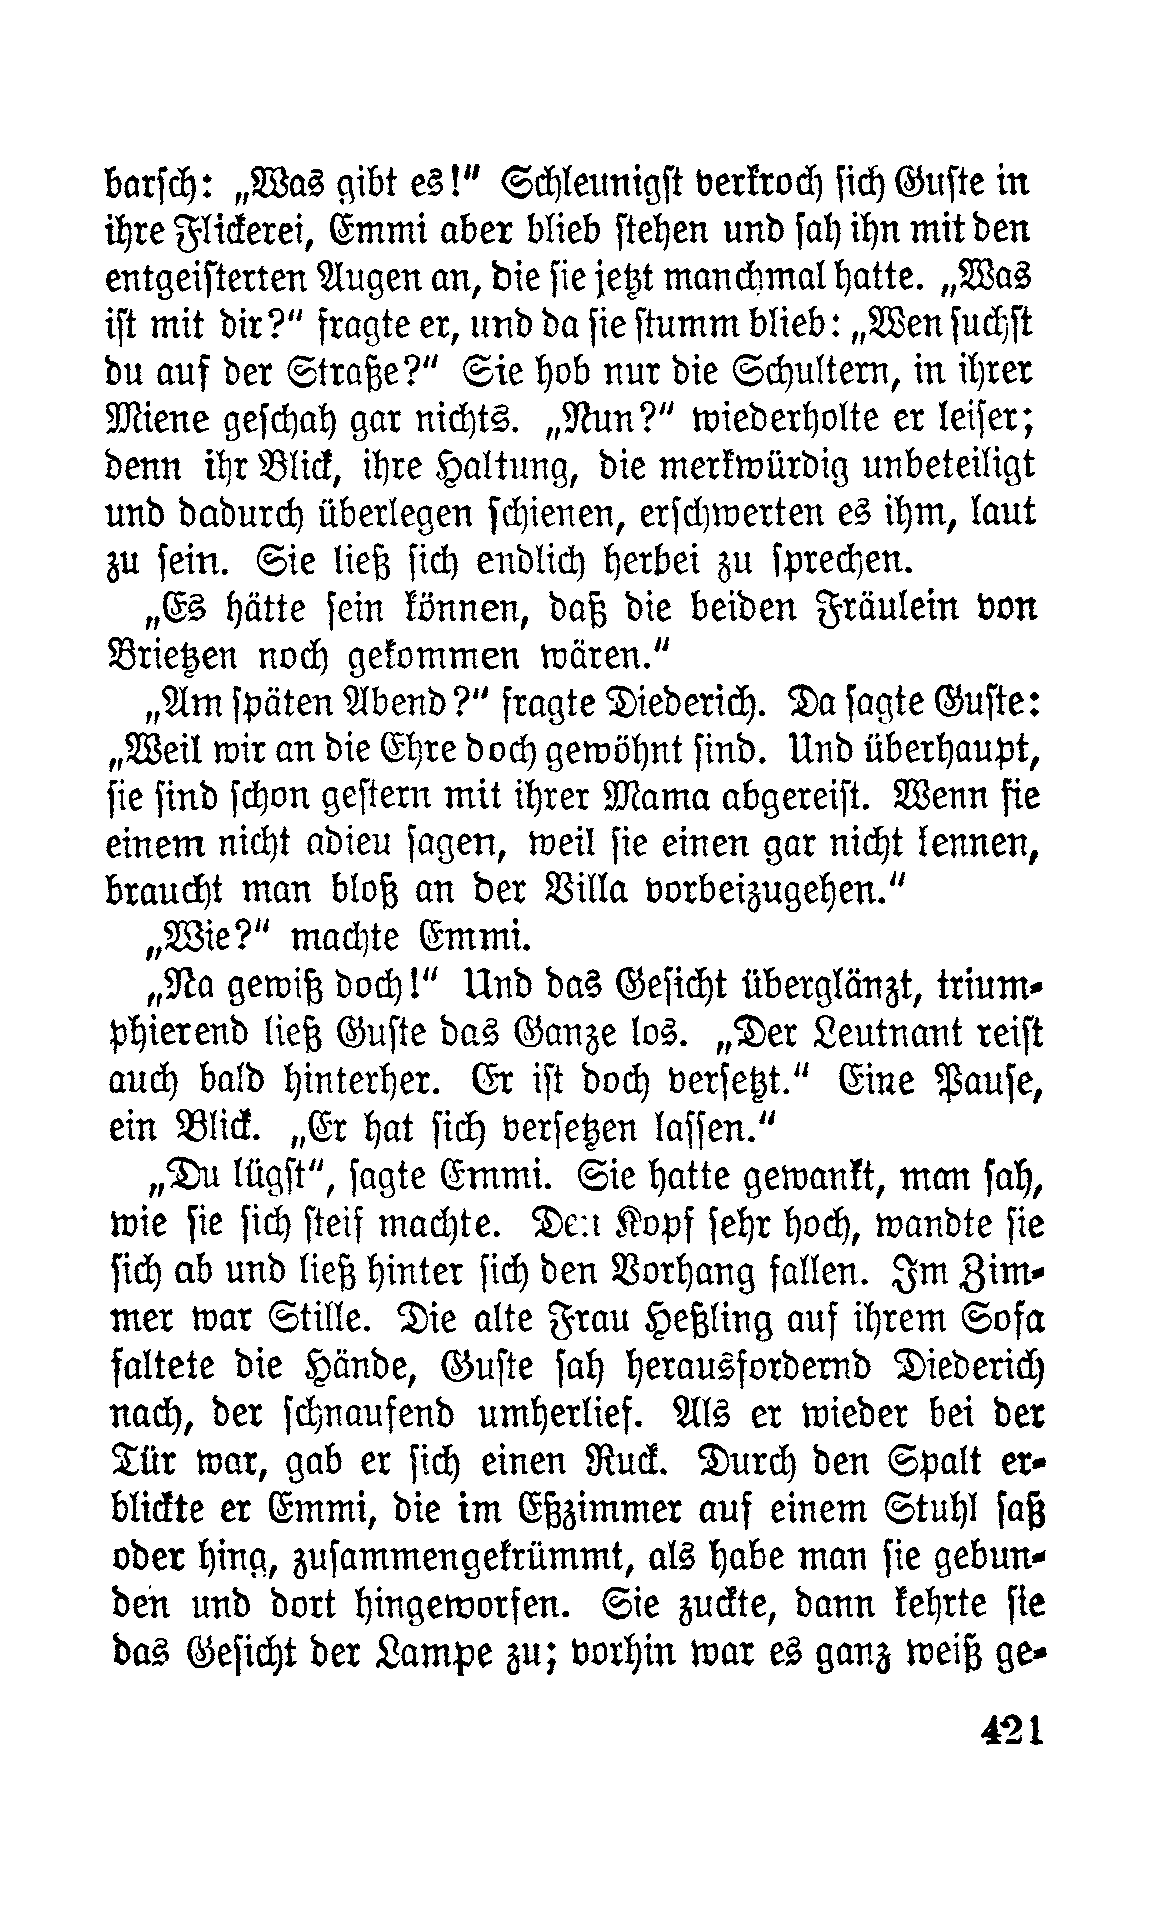 barsch: „Was gibt es!“ Schleunigst verkroch sich Guste in
ihre Flickerei, Emmi aber blieb stehen und sah ihn mit den
entgeisterten Augen an, die sie jetzt manchmal hatte. „Was
ist mit dir?“ fragte er, und da sie stumm blieb: „Wen suchst
du auf der Straße?“ Sie hob nur die Schultern, in ihrer
Miene geschah gar nichts. „Nun?“ wiederholte er leiser;
denn ihr Blick, ihre Haltung, die merkwürdig unbeteiligt
und dadurch überlegen schienen, erschwerten es ihm, laut
zu sein. Sie ließ sich endlich herbei zu sprechen.
„Es hätte sein können, daß die beiden Fräulein von
Brietzen noch gekommen wären.“
„Am späten Abend?“ fragte Diederich. Da sagte Guste:
„Weil wir an die Ehre doch gewöhnt sind. Und überhaupt,
sie sind schon gestern mit ihrer Mama abgereist. Wenn sie
einem nicht adieu sagen, weil sie einen gar nicht kennen,
braucht man bloß an der Villa vorbeizugehen.“
„Wie?“ machte Emmi.
„Na gewiß doch!“ Und das Gesicht überglänzt, trium-
phierend ließ Guste das Ganze los. „Der Leutnant reist
auch bald hinterher. Er ist doch versetzt.“ Eine Pause,
ein Blick. „Er hat sich versetzen lassen.“
„Du lügst“, sagte Emmi. Sie hatte gewankt, man sah,
wie sie sich steif machte. Den Kopf sehr hoch, wandte sie
sich ab und ließ hinter sich den Vorhang fallen. Im Zim-
mer war Stille. Die alte Frau Heßling auf ihrem Sofa
faltete die Hände, Guste sah herausfordernd Diederich
nach, der schnaufend umherlief. Als er wieder bei der
Tür war, gab er sich einen Ruck. Durch den Spalt er-
blickte er Emmi, die im Eßzimmer auf einem Stuhl saß
oder hing, zusammengekrümmt, als habe man sie gebun-
den und dort hingeworfen. Sie zuckte, dann kehrte sie
das Gesicht der Lampe zu; vorhin war es ganz weiß ge-
421